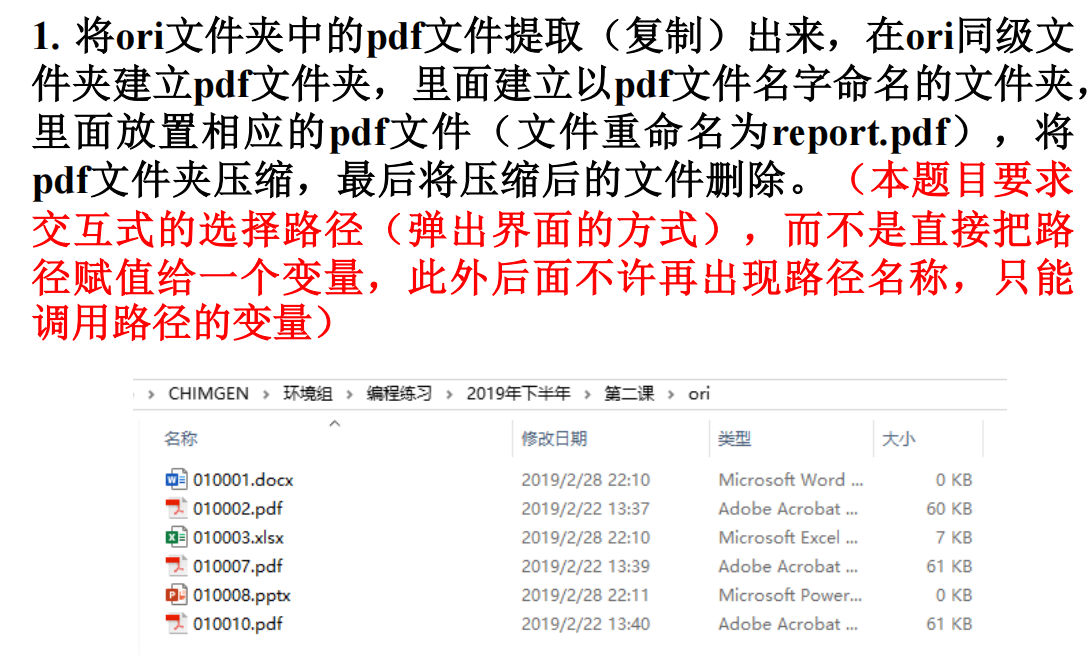 1. 将ori文件夹中的pdf文件提取（复制）出来，在ori同级文
件夹建立pdf文件夹，里面建立以pdf文件名字命名的文件夹，
里面放置相应的pdf文件（文件重命名为report.pdf），将
pdf文件夹压缩，最后将压缩后的文件删除。（本题目要求
交互式的选择路径（弹出界面的方式），而不是直接把路
径赋值给一个变量，此外后面不许再出现路径名称，只能
调用路径的变量）
› CHIMGEN › 环境组 › 编程练习 › 2019年下半年 › 第二课 › ori
名称 修改日期 类型 大小
010001.docx 2019/2/28 22:10 Microsoft Word ... 0 KB
010002.pdf 2019/2/22 13:37 Adobe Acrobat ... 60 KB
010003.xlsx 2019/2/28 22:10 Microsoft Excel ... 7 KB
010007.pdf 2019/2/22 13:39 Adobe Acrobat ... 61 KB
010008.pptx 2019/2/28 22:11 Microsoft Power... 0 KB
010010.pdf 2019/2/22 13:40 Adobe Acrobat ... 61 KB